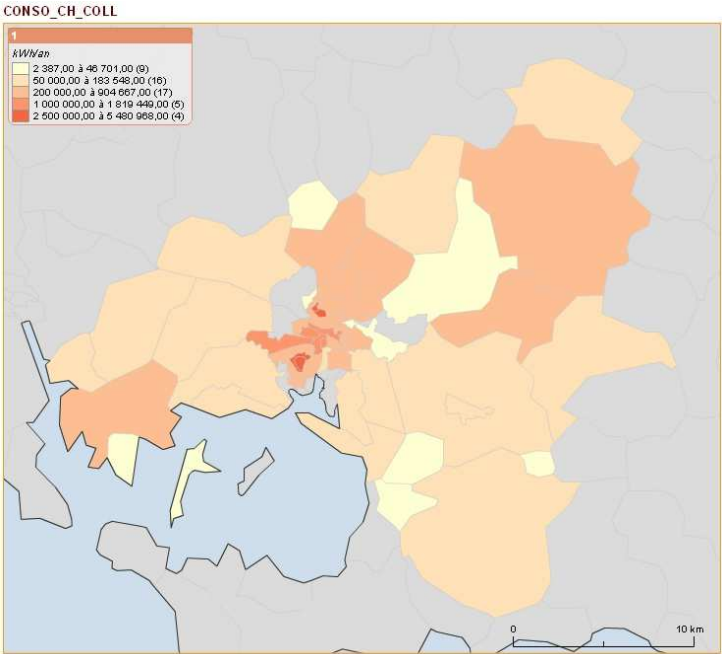 CONSO_CH_COLL
1
kWh/an
2 387,00 à 46 701,00 (9)
50 000,00 à 183 548,00 (16)
200 000,00 à 904 667,00 (17)
1 000 000,00 à 1 819 449,00 (5)
2 500 000,00 à 5 480 968,00 (4)
0 10 km